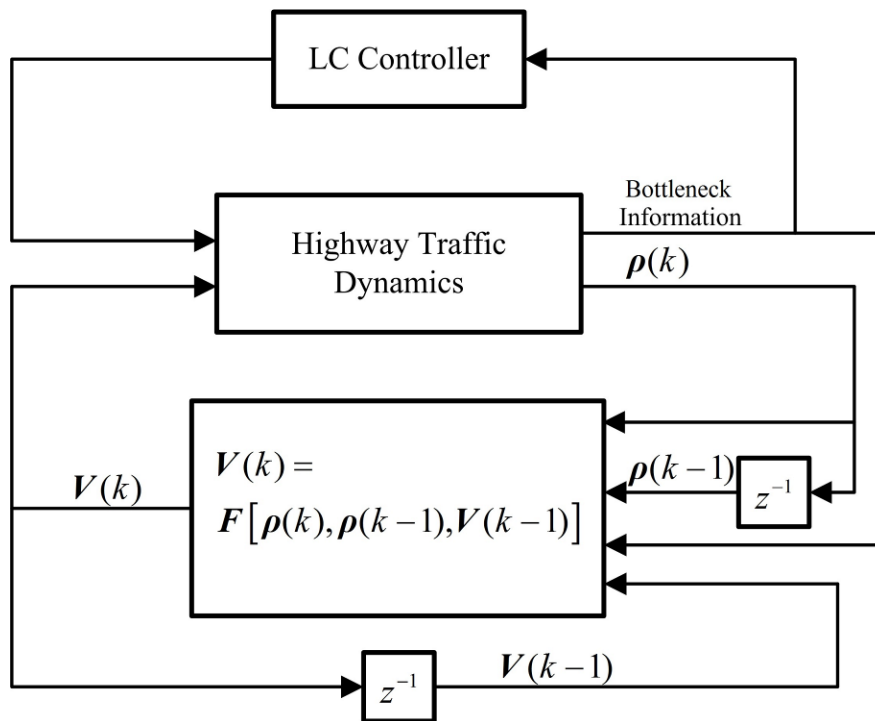 LC Controller
Bottleneck
Information
Highway Traffic
Dynamics
ρ(k)
V(k) =
F[ρ(k),ρ(k−1),V(k−1)]
V(k)
ρ(k−1)
z⁻¹
z⁻¹
V(k−1)